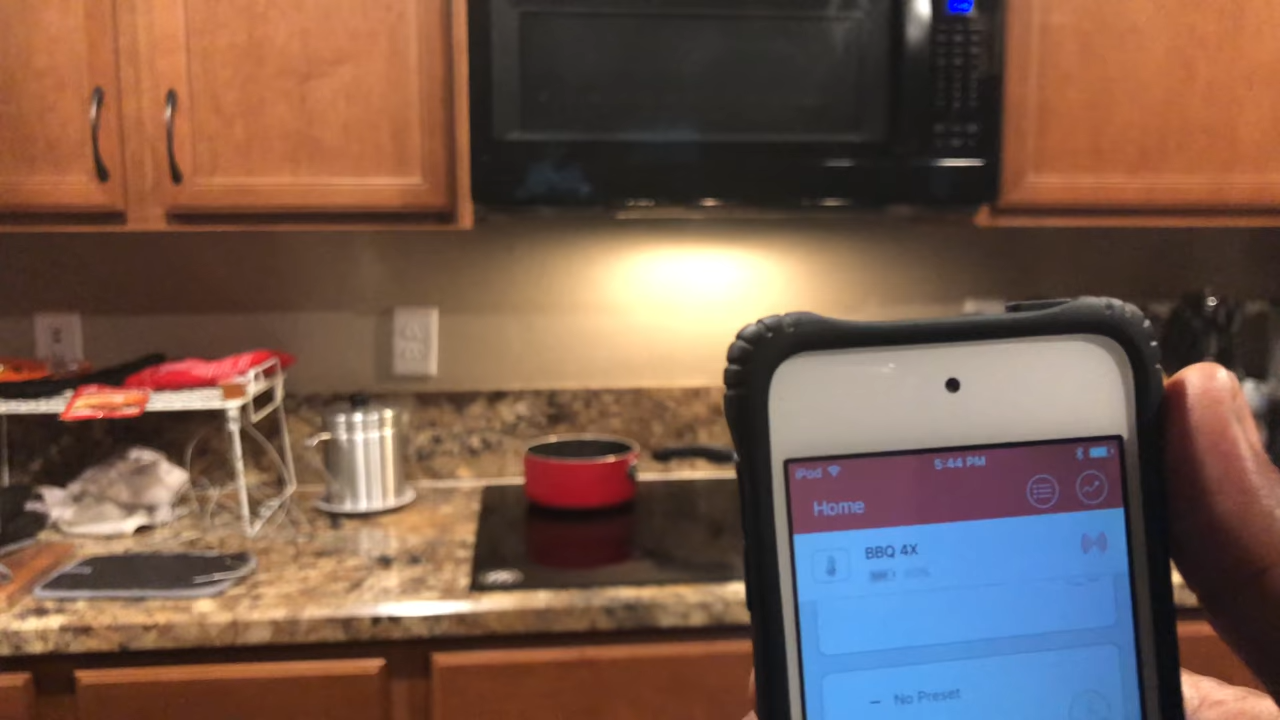 iPod 5:44 PM
Home
BBQ 4X
– No Preset